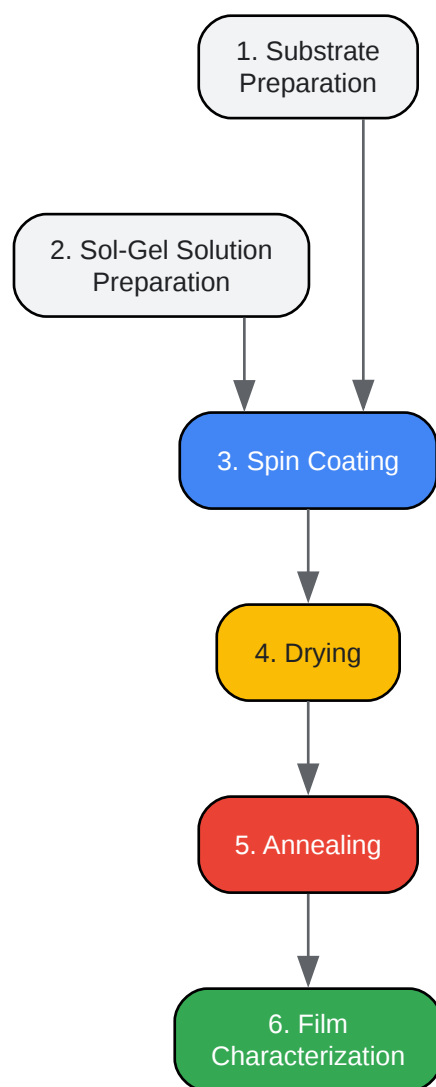 1. Substrate
Preparation
2. Sol-Gel Solution
Preparation
3. Spin Coating
4. Drying
5. Annealing
6. Film
Characterization